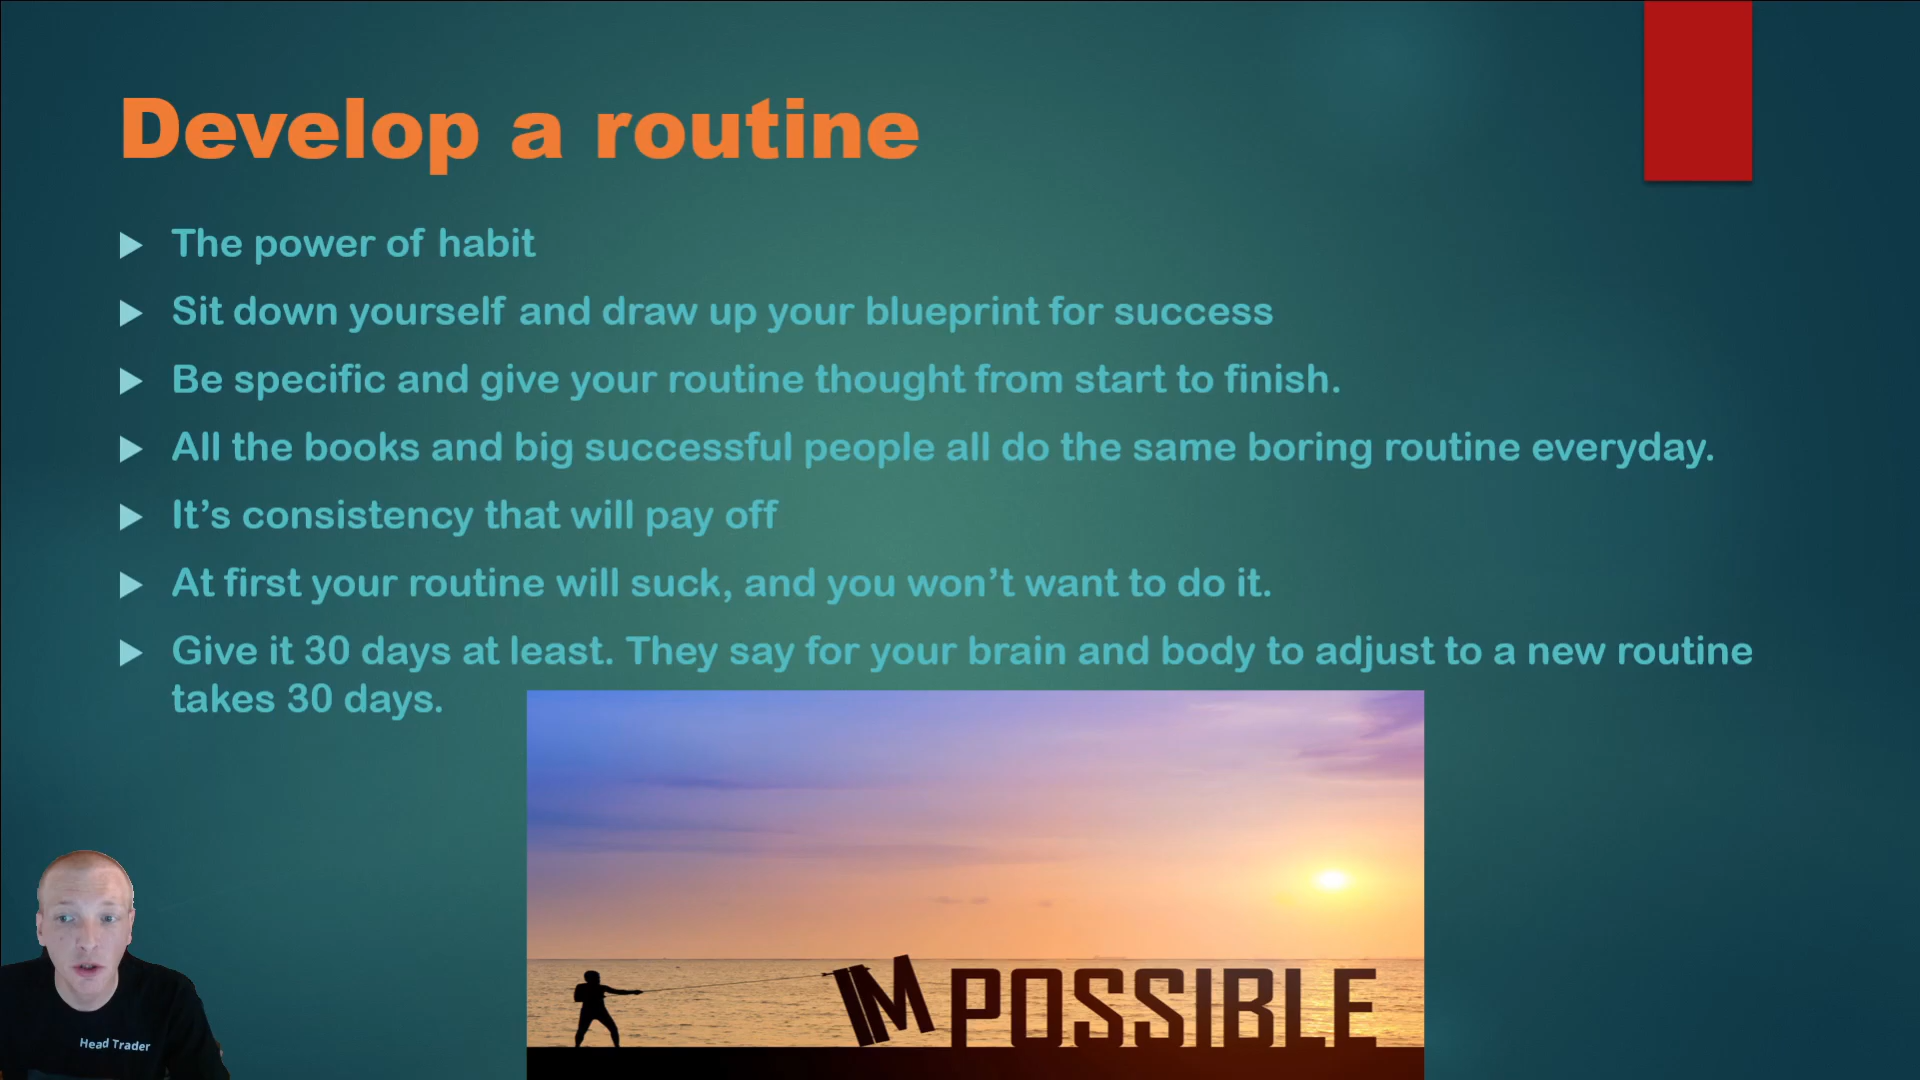 Develop a routine
The power of habit
Sit down yourself and draw up your blueprint for success
Be specific and give your routine thought from start to finish.
All the books and big successful people all do the same boring routine everyday.
It’s consistency that will pay off
At first your routine will suck, and you won’t want to do it.
Give it 30 days at least. They say for your brain and body to adjust to a new routine
takes 30 days.
IMPOSSIBLE
Head Trader